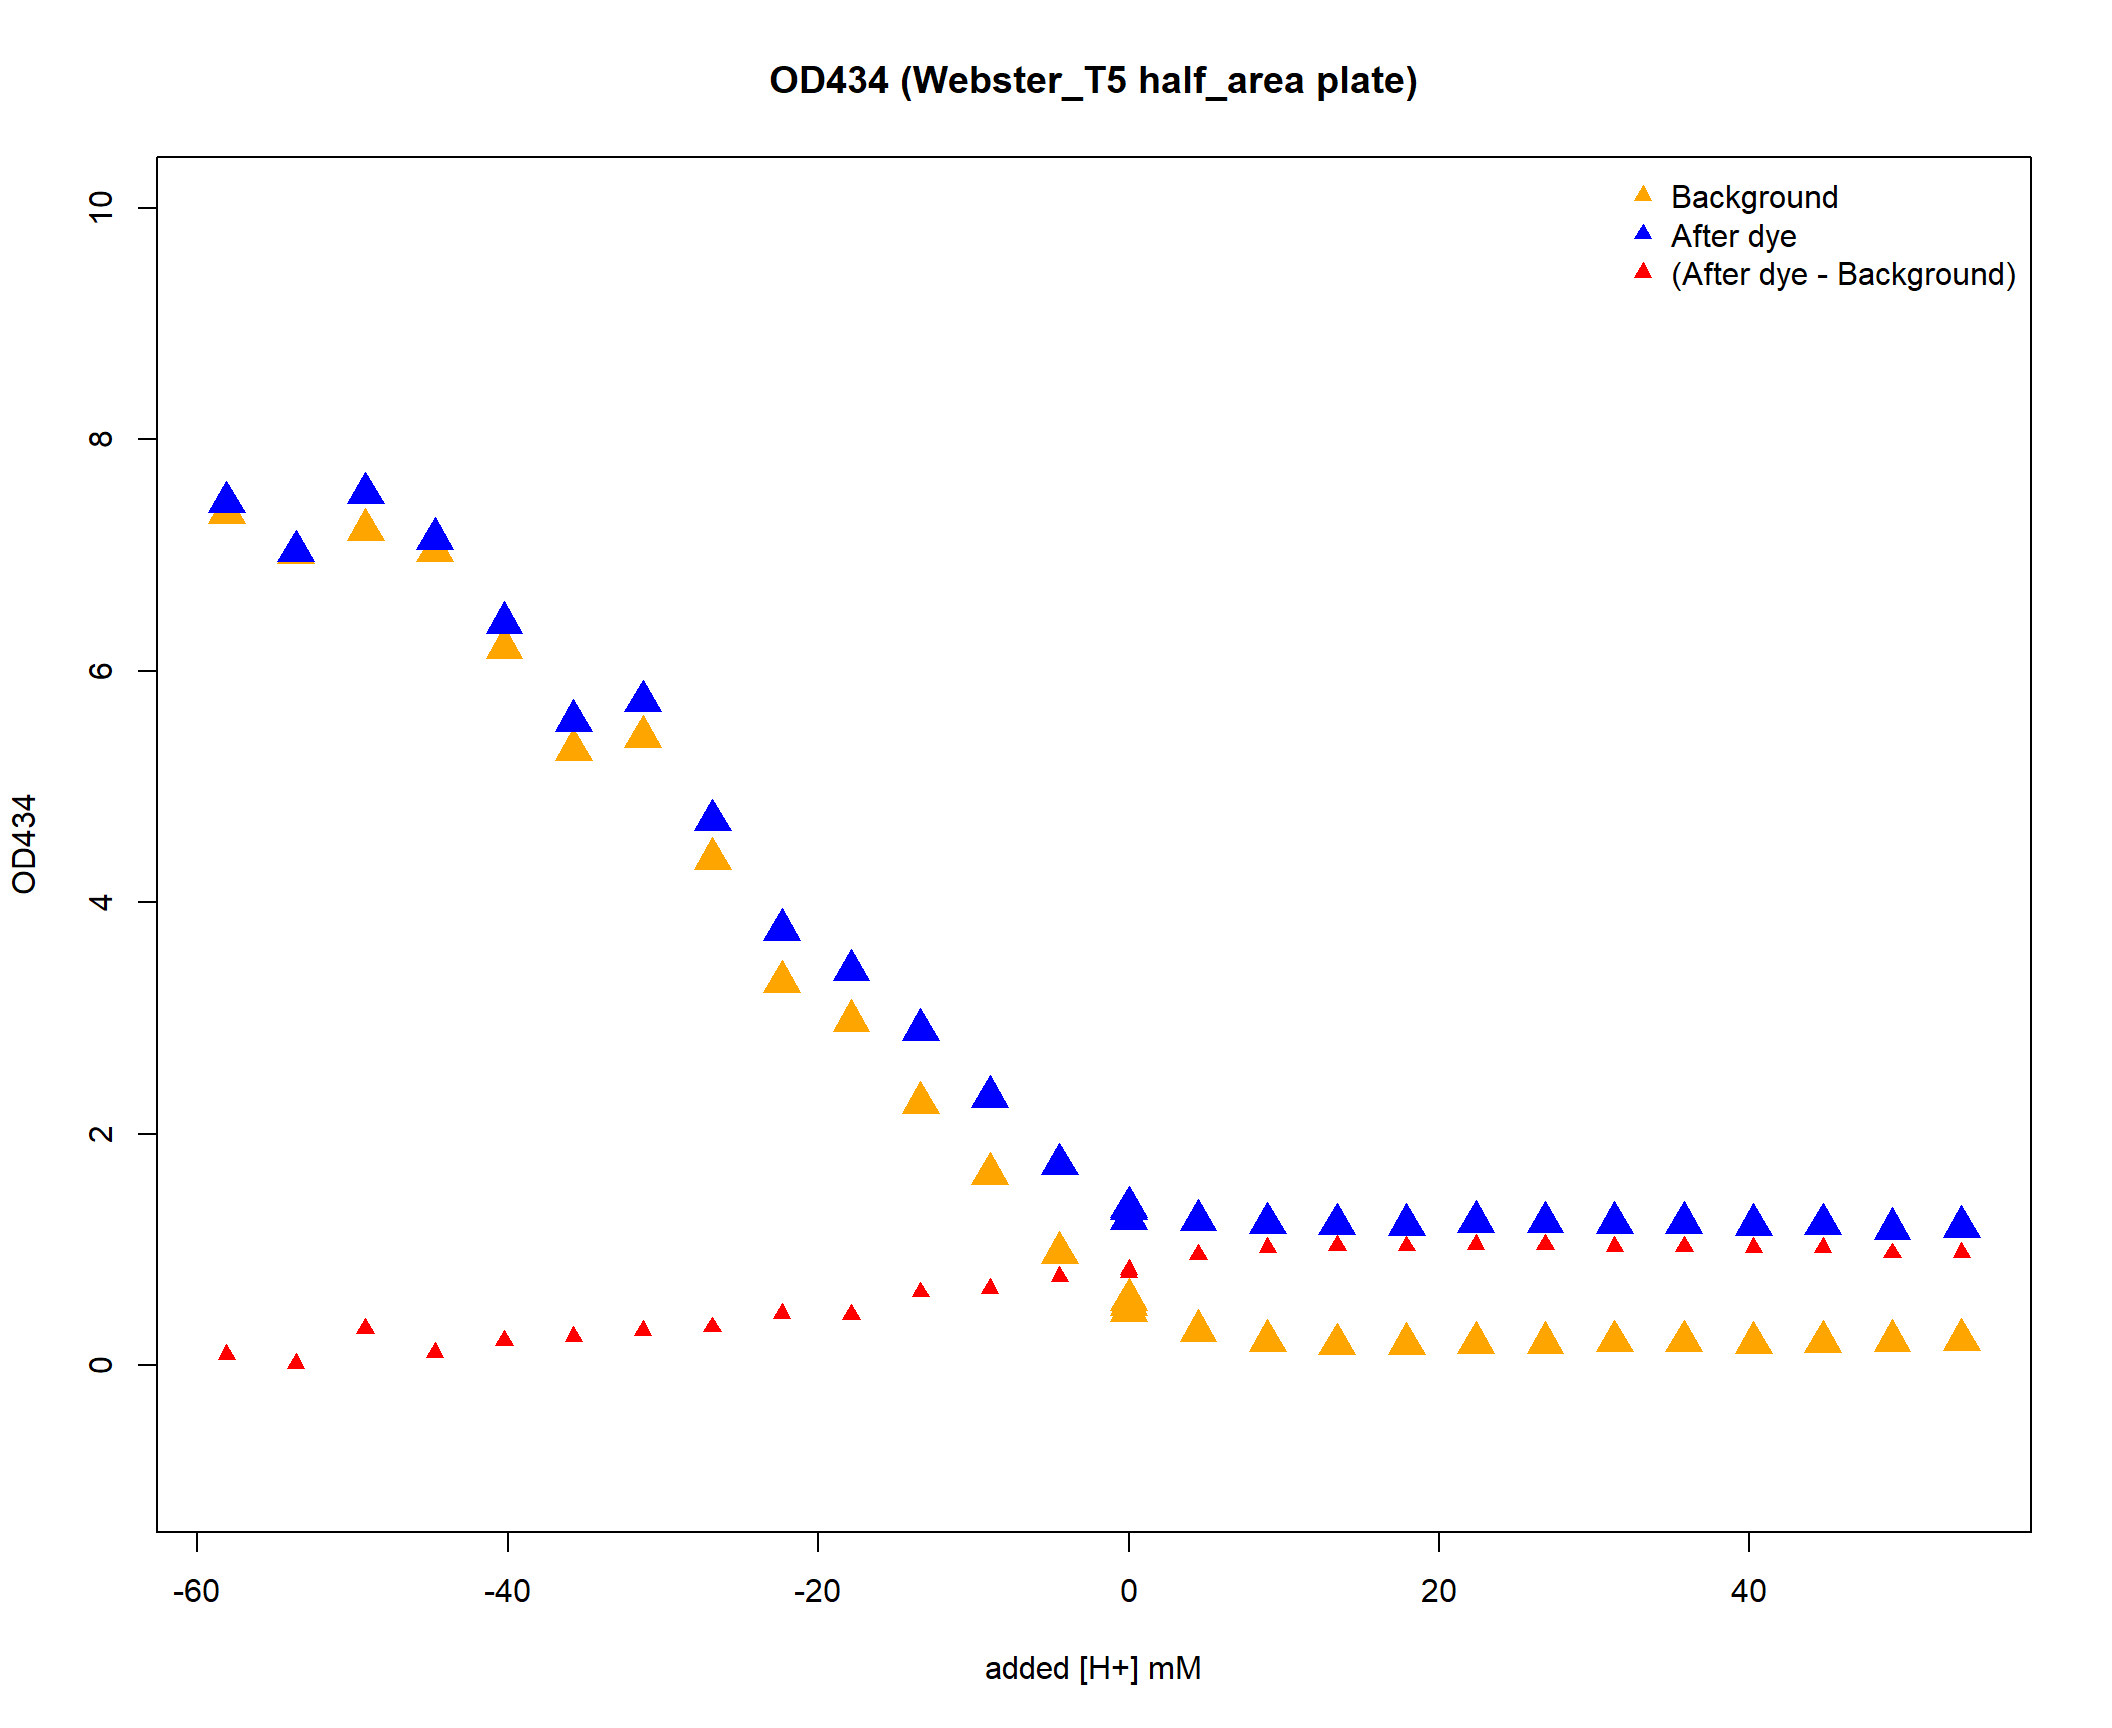 OD434 (Webster_T5 half_area plate)
Background
After dye
(After dye - Background)
10
8
6
4
2
0
OD434
-60
-40
-20
0
20
40
added [H+] mM